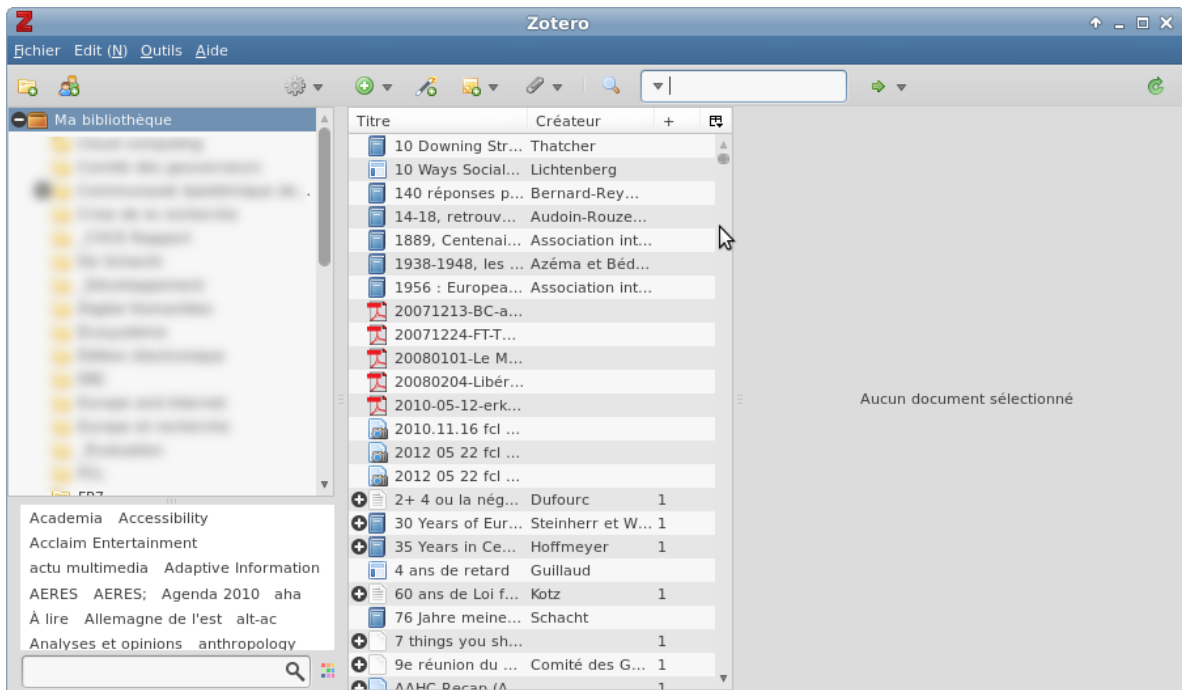 Zotero
Fichier Edit (N) Outils Aide
Ma bibliothèque
Titre Créateur +
10 Downing Str... Thatcher
10 Ways Social... Lichtenberg
140 réponses p... Bernard-Rey...
14-18, retrouv... Audoin-Rouze...
1889, Centenai... Association int...
1938-1948, les ... Azéma et Béd...
1956 : Europea... Association int...
20071213-BC-a...
20071224-FT-T...
20080101-Le M...
20080204-Libér...
2010-05-12-erk...
2010.11.16 fcl ...
2012 05 22 fcl ...
2012 05 22 fcl ...
2+ 4 ou la nég... Dufourc 1
30 Years of Eur... Steinherr et W... 1
35 Years in Ce... Hoffmeyer 1
4 ans de retard Guillaud
60 ans de Loi f... Kotz 1
76 Jahre meine... Schacht
7 things you sh... 1
9e réunion du ... Comité des G... 1
AAHC Recap (A... 1
Aucun document sélectionné
FP7
Academia Accessibility
Acclaim Entertainment
actu multimedia Adaptive Information
AERES AERES; Agenda 2010 aha
À lire Allemagne de l'est alt-ac
Analyses et opinions anthropology